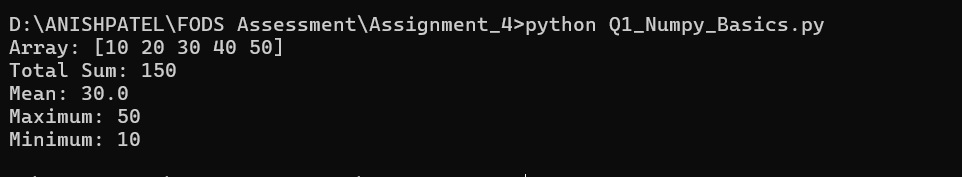 D:\ANISHPATEL\FODS Assessment\Assignment_4>python Q1_Numpy_Basics.py
Array: [10 20 30 40 50]
Total Sum: 150
Mean: 30.0
Maximum: 50
Minimum: 10